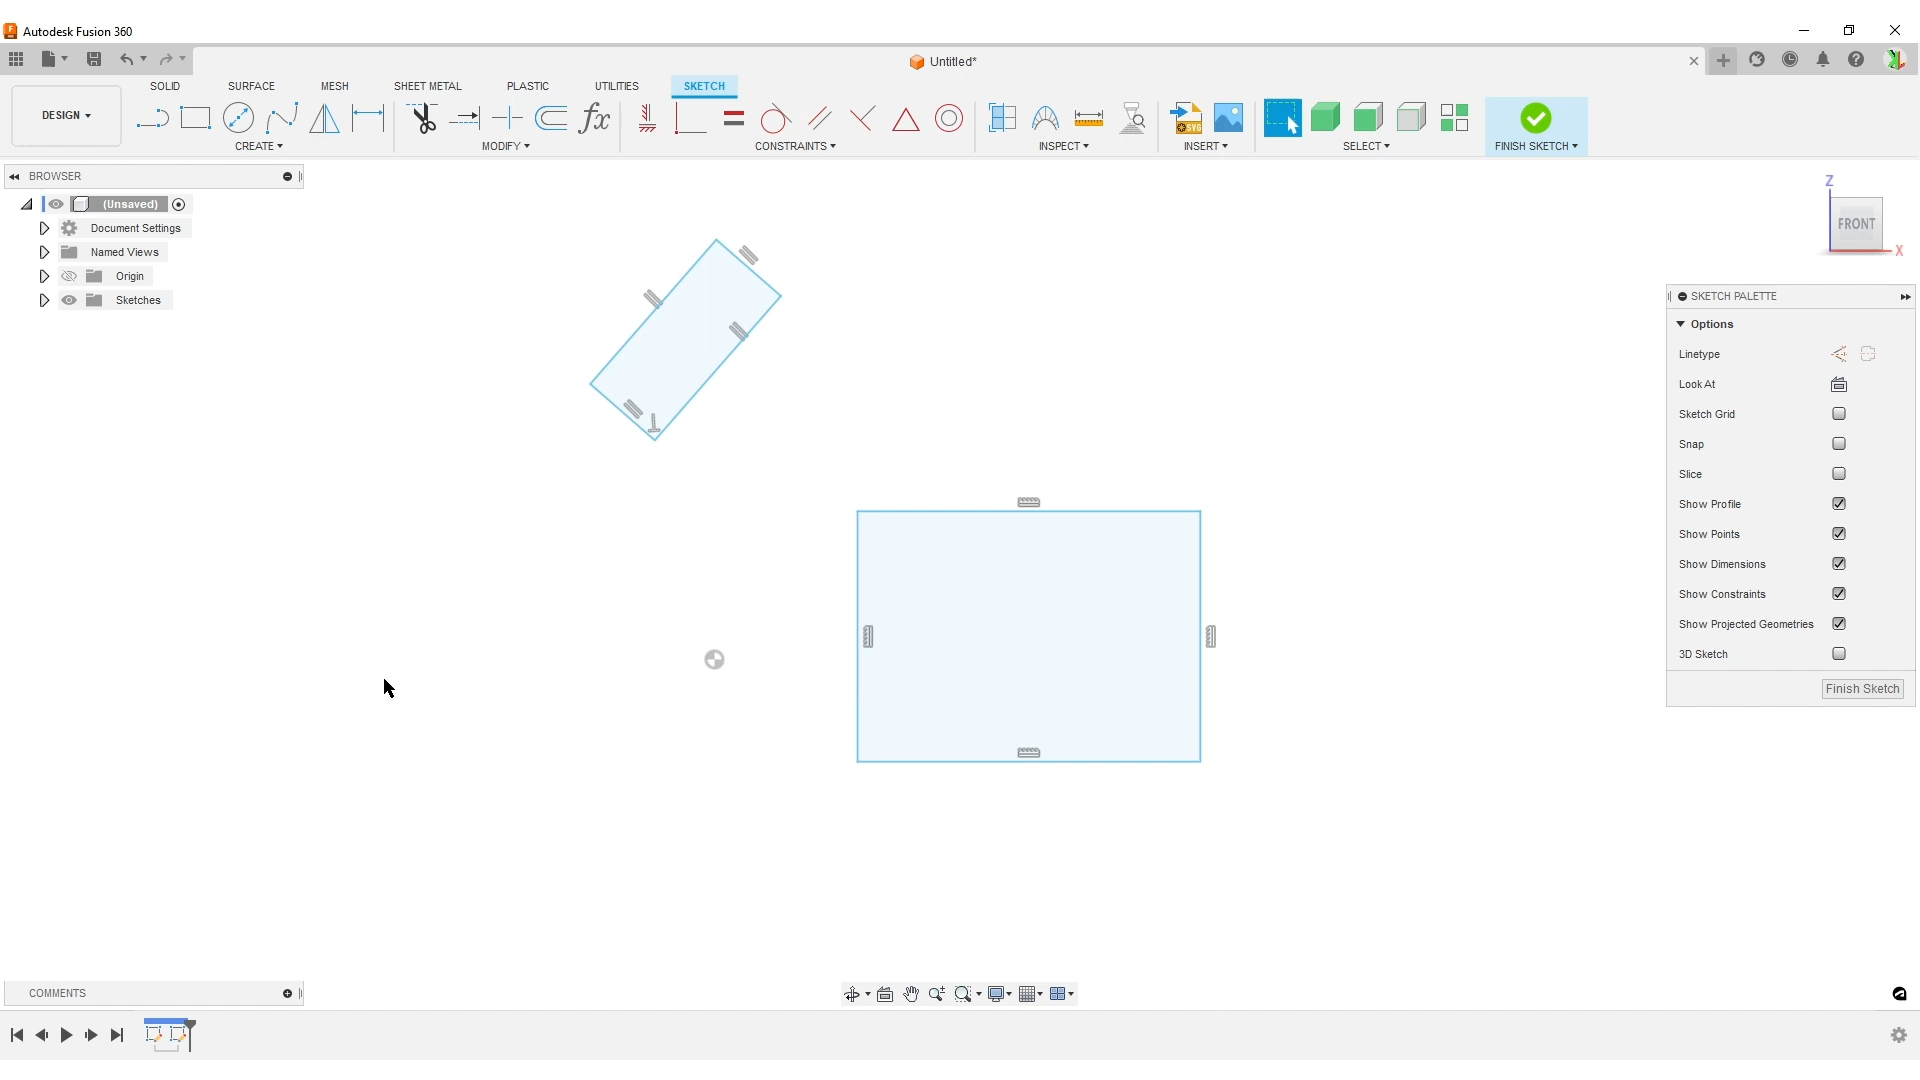 Autodesk Fusion 360
Untitled*
SOLID SURFACE MESH SHEET METAL PLASTIC UTILITIES SKETCH
DESIGN
fx
SVG
CREATE MODIFY CONSTRAINTS INSPECT INSERT SELECT FINISH SKETCH
BROWSER
(Unsaved)
Document Settings
Named Views
Origin
Sketches
Z
FRONT
X
SKETCH PALETTE
Options
Linetype
Look At
Sketch Grid
Snap
Slice
Show Profile
Show Points
Show Dimensions
Show Constraints
Show Projected Geometries
3D Sketch
Finish Sketch
COMMENTS